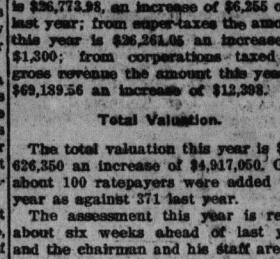 is $26,773.98, an increase of $6,255 o
last year; from super-taxes the amo
this year is $26,261.05 an increase
$1,300; from corporations taxed
gross revenue the amount this yea
$69,189.56 an increase of $12,398.
Total Valuation.
The total valuation this year is $
626,350 an increase of $4,917,050. O
about 100 ratepayers were added
year as against 371 last year.
The assessment this year is re
about six weeks ahead of last y
and the chairman and his staff are